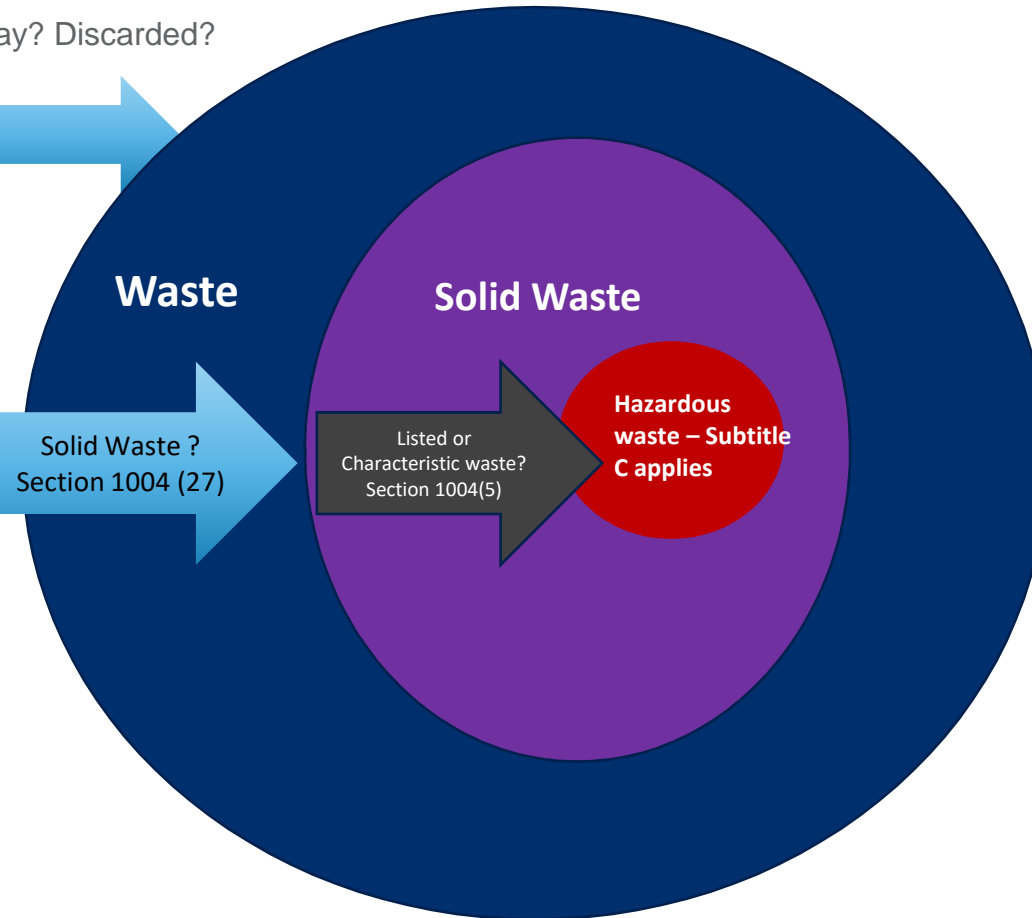 ay? Discarded?
Waste
Solid Waste
Solid Waste ?
Section 1004 (27)
Listed or
Characteristic waste?
Section 1004(5)
Hazardous
waste – Subtitle
C applies